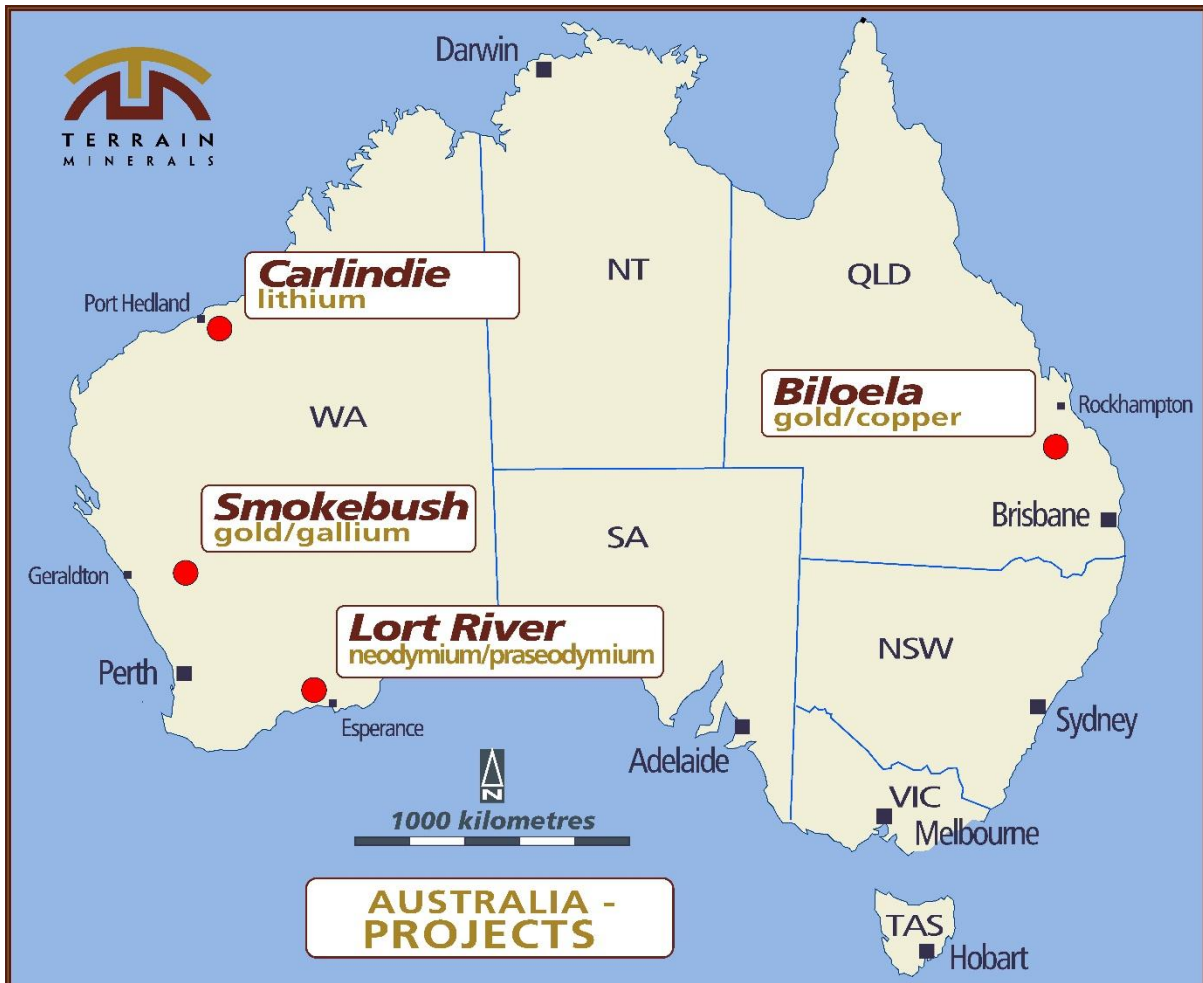 Darwin
TERRAIN
MINERALS
Carlindie
lithium
NT
QLD
Port Hedland
Biloela
gold/copper
Rockhampton
WA
Smokebush
gold/gallium
SA
Brisbane
Geraldton
Lort River
neodymium/praseodymium
NSW
Perth
Esperance
Sydney
Adelaide
N
VIC
1000 kilometres
Melbourne
AUSTRALIA -
PROJECTS
TAS
Hobart